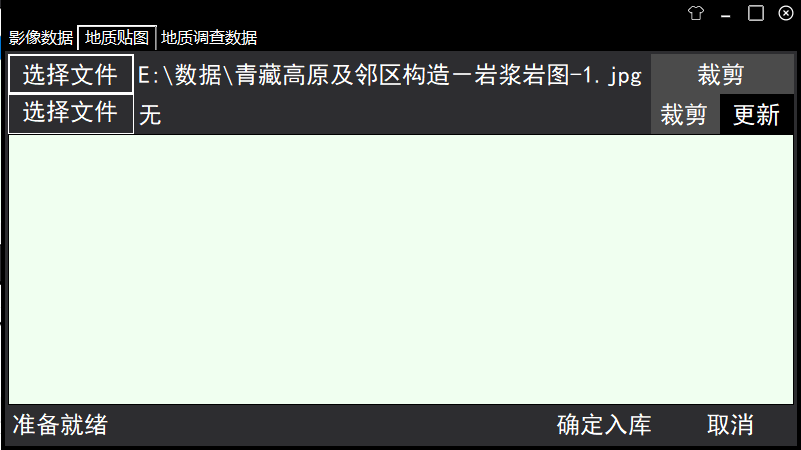 影像数据 地质贴图 地质调查数据
选择文件 E:\数据\青藏高原及邻区构造－岩浆岩图-1.jpg 裁剪
选择文件 无 裁剪 更新
准备就绪 确定入库 取消